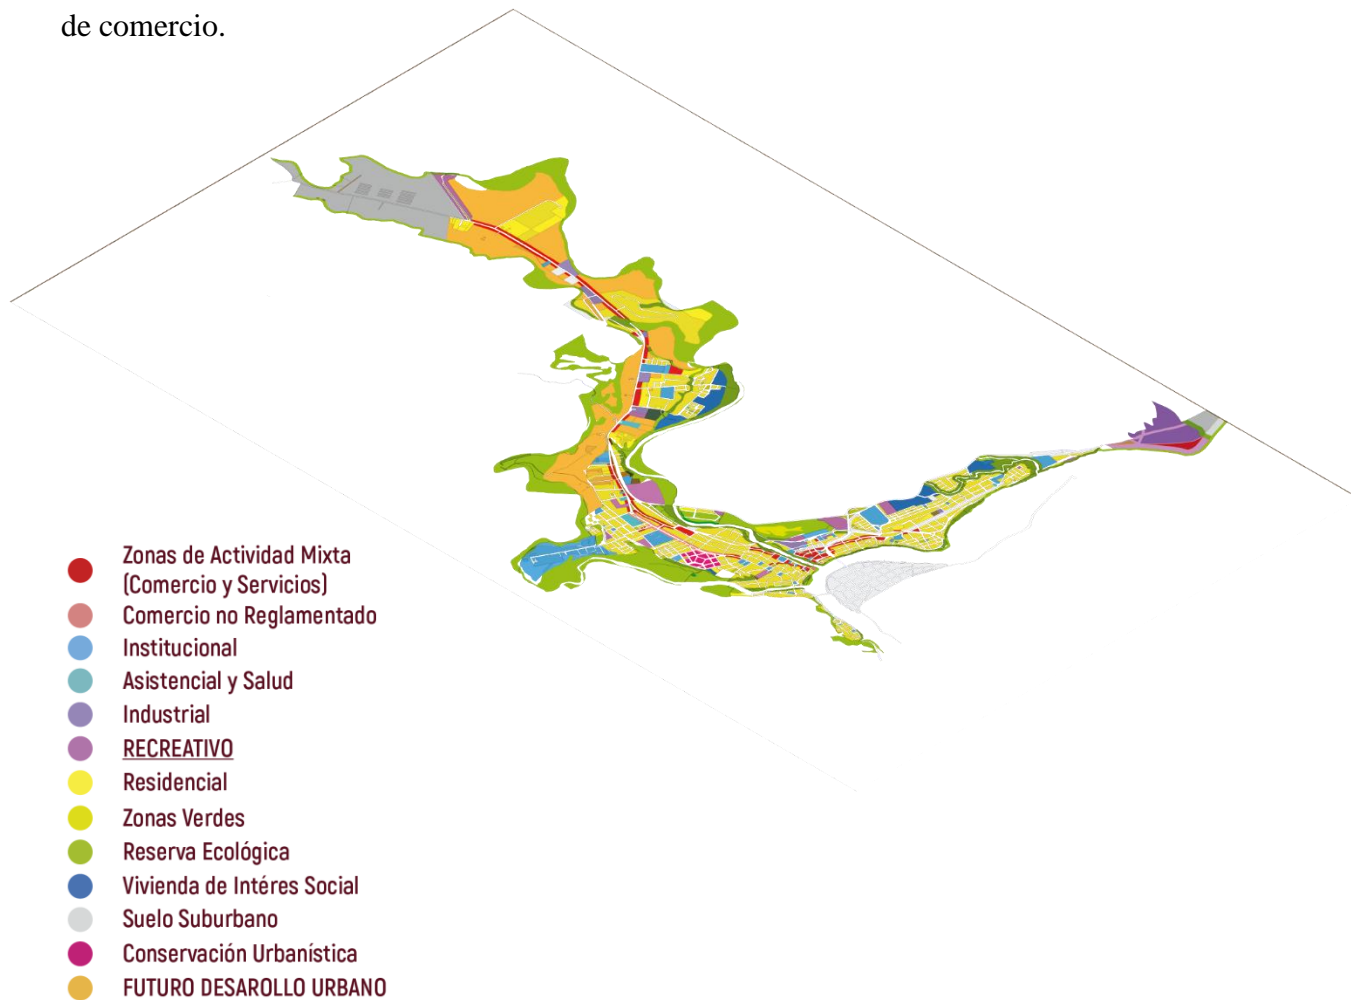 de comercio.
Zonas de Actividad Mixta
(Comercio y Servicios)
Comercio no Reglamentado
Institucional
Asistencial y Salud
Industrial
RECREATIVO
Residencial
Zonas Verdes
Reserva Ecológica
Vivienda de Intéres Social
Suelo Suburbano
Conservación Urbanística
FUTURO DESAROLLO URBANO